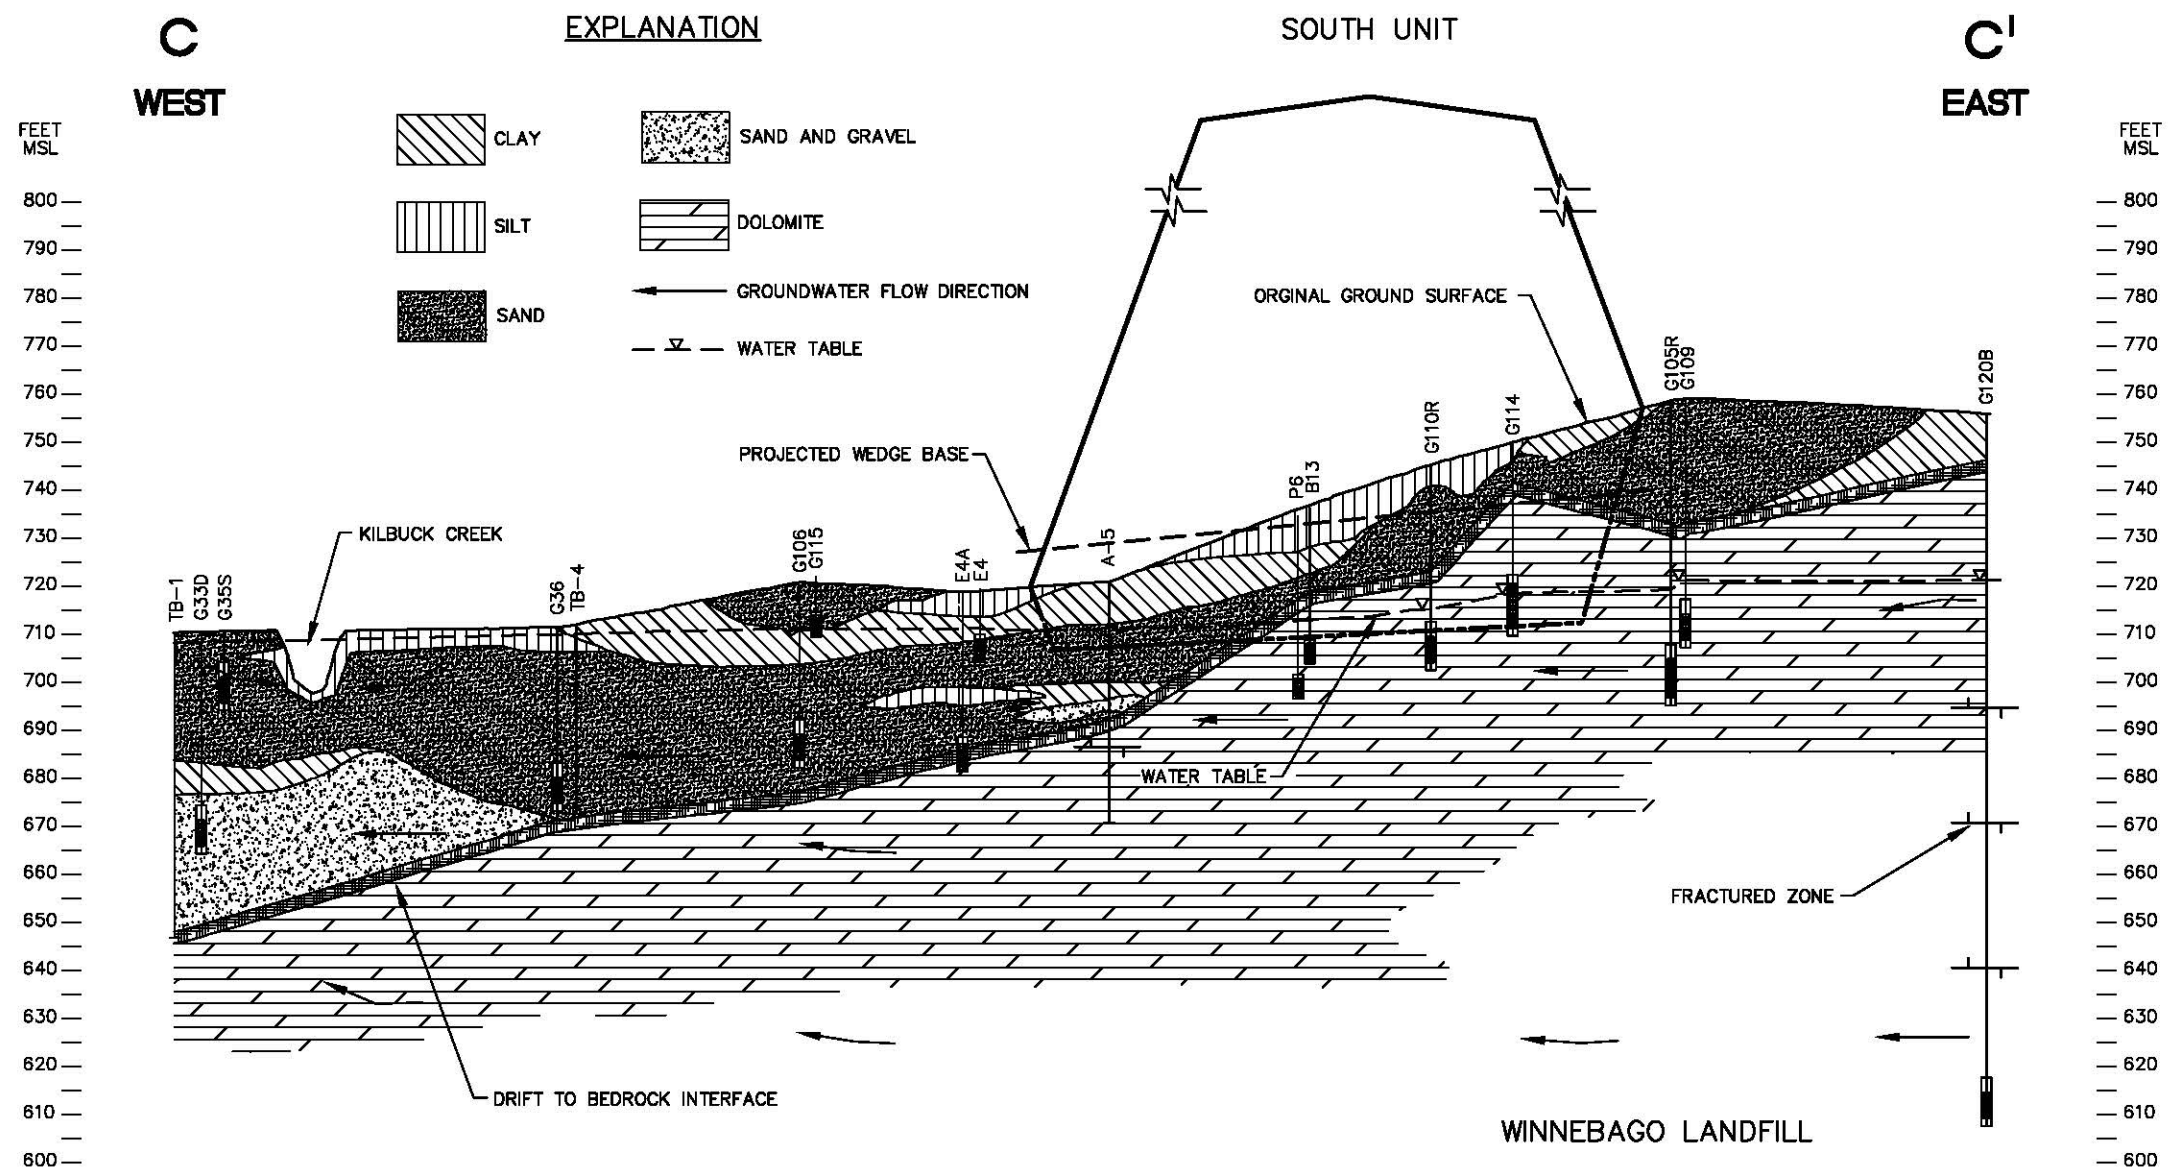 C
WEST
EXPLANATION
SOUTH UNIT
C'
EAST
FEET
MSL
FEET
MSL
CLAY
SAND AND GRAVEL
SILT
DOLOMITE
SAND
GROUNDWATER FLOW DIRECTION
WATER TABLE
800
790
780
770
760
750
740
730
720
710
700
690
680
670
660
650
640
630
620
610
600
800
790
780
770
760
750
740
730
720
710
700
690
680
670
660
650
640
630
620
610
600
ORGINAL GROUND SURFACE
PROJECTED WEDGE BASE
KILBUCK CREEK
TB-1
G33D
G35S
G36
TB-4
G106
G115
E4A
E4
A-15
P6
B13
G110R
G114
G105R
G109
G120B
WATER TABLE
FRACTURED ZONE
DRIFT TO BEDROCK INTERFACE
WINNEBAGO LANDFILL